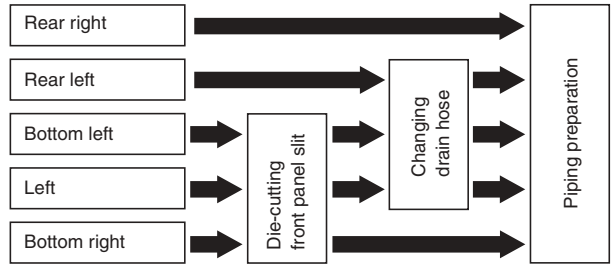 Rear right
Rear left
Bottom left
Left
Bottom right
Die-cutting
front panel slit
Changing
drain hose
Piping preparation